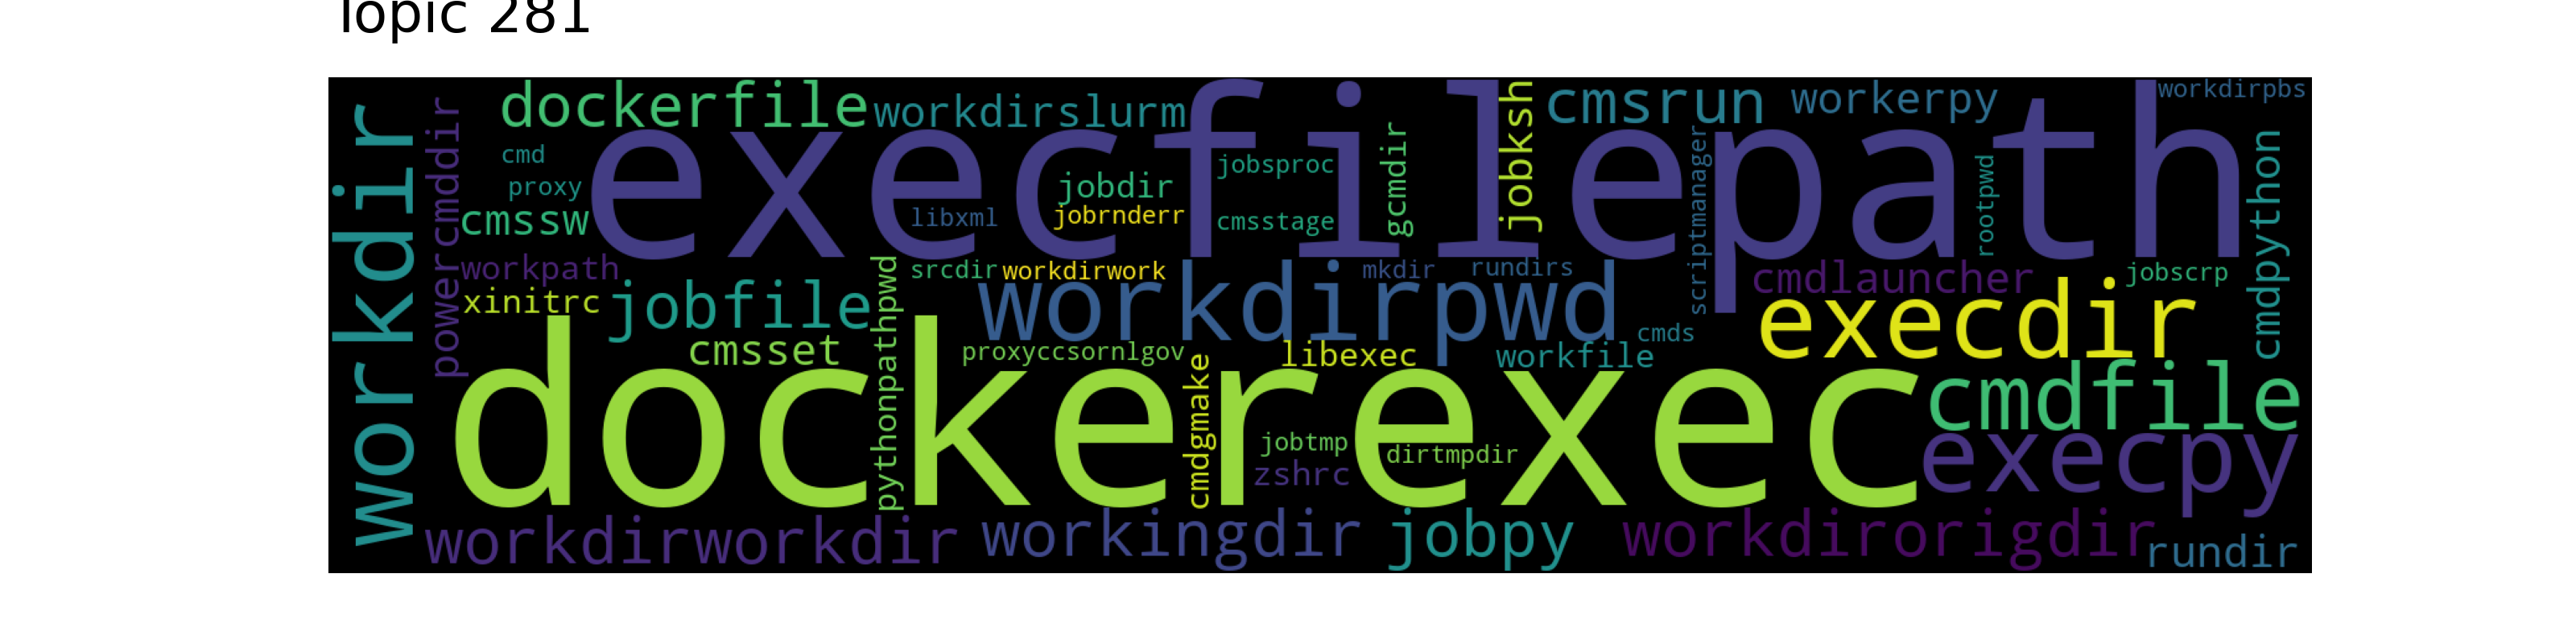 Topic 281
workdir
powercmddir
dockerfile
workdirslurm
execfilepath
jobksh
cmsrun
workerpy
workdirpbs
cmd
proxy
cmssw
libxml
jobdir
jobrnderr
jobsproc
cmsstage
gcmdir
scriptmanager
rootpwd
cmdpython
workpath
xinitrc
jobfile
pythonpathpwd
srcdir
workdirwork
workdirpwd
mkdir
rundirs
cmdlauncher
jobscrp
execdir
cmds
cmsset
proxyccsornlgov
cmdgmake
libexec
workfile
dockerexec
cmdfile
jobtmp
zshrc
dirtmpdir
execpy
workdirworkdir
workingdir
jobpy
workdirorigdir
rundir